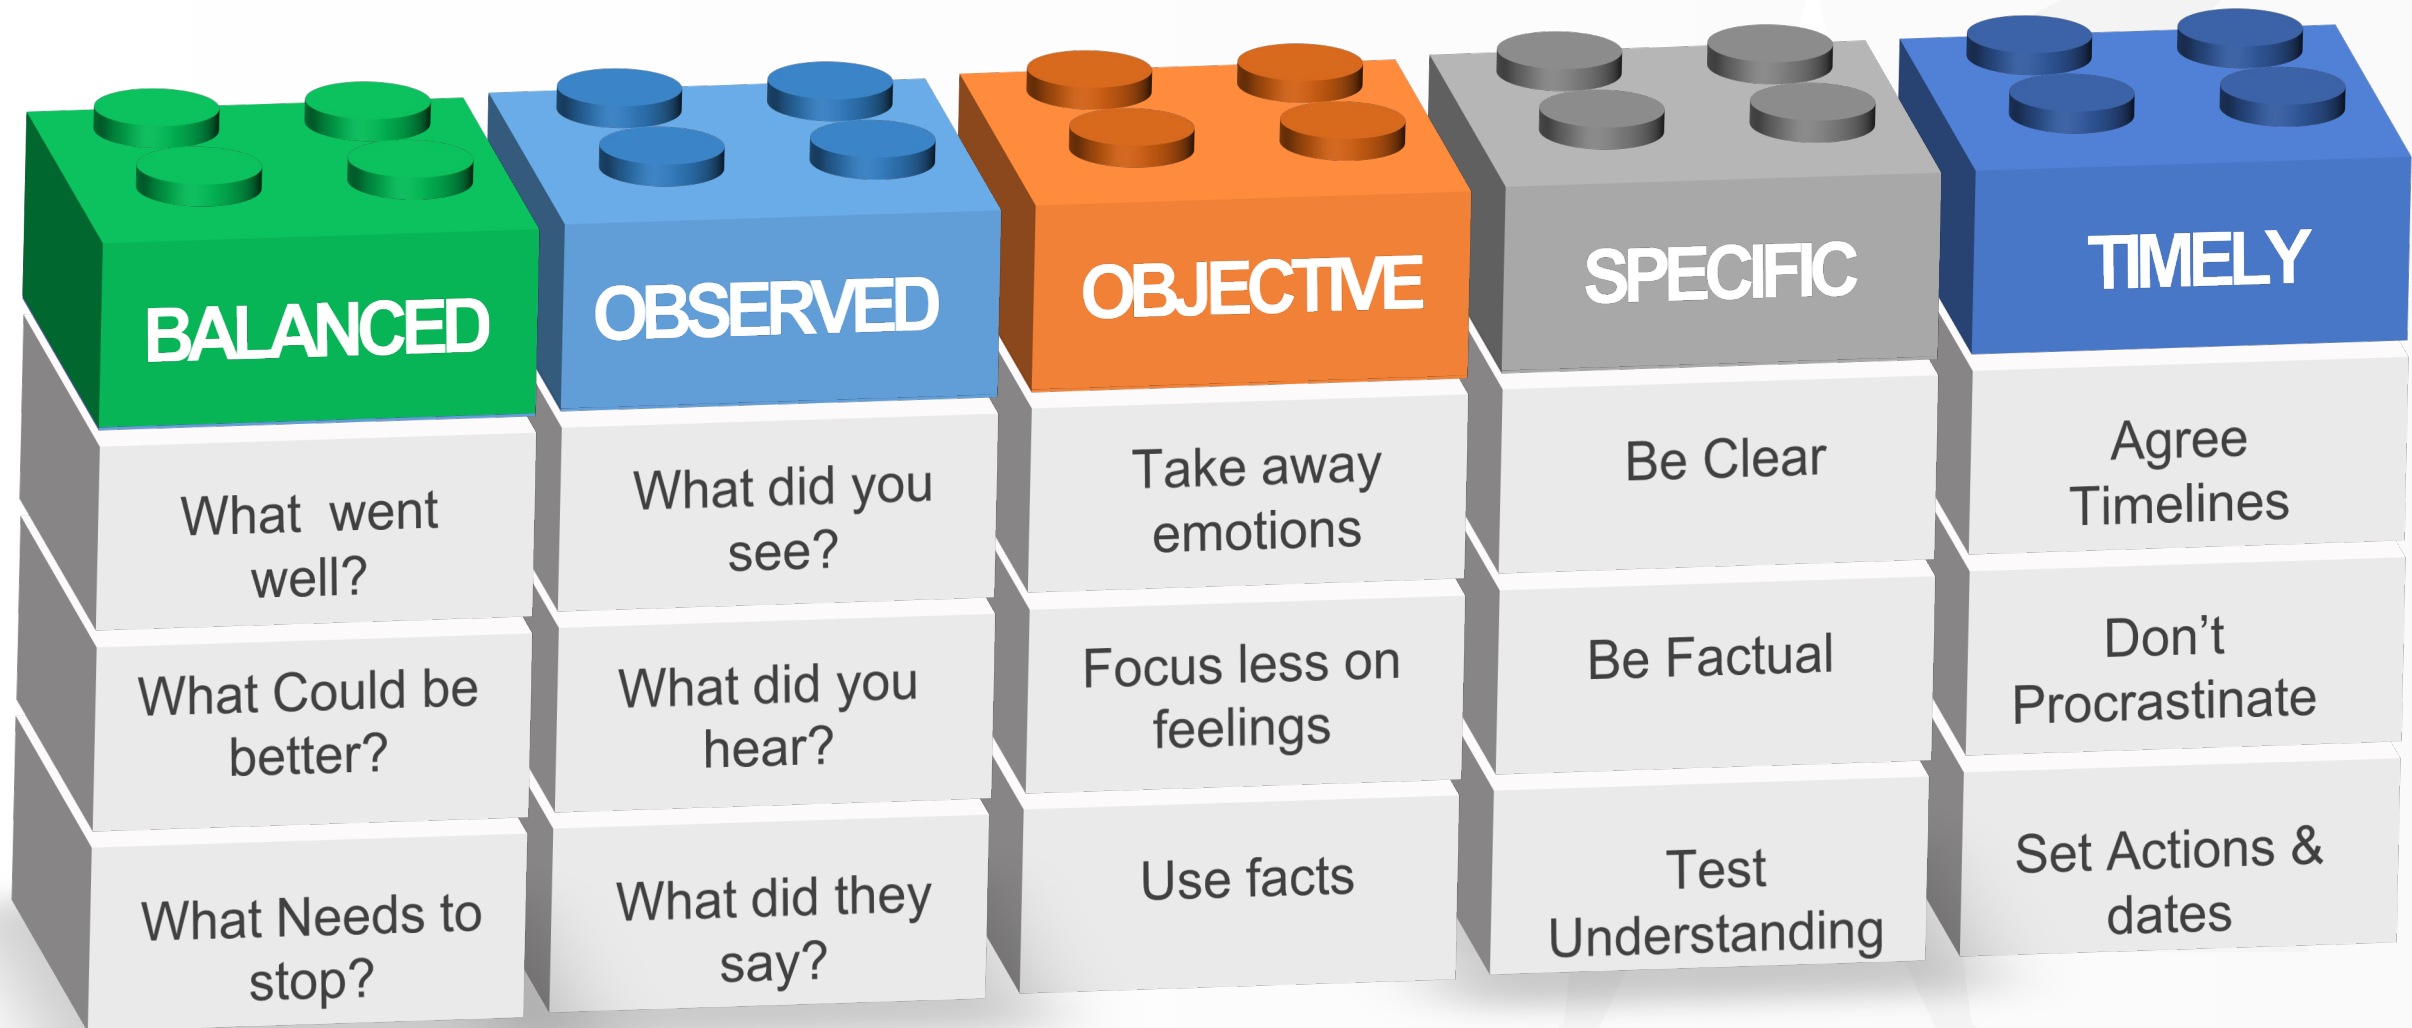 BALANCED
What went
well?
What Could be
better?
What Needs to
stop?
OBSERVED
What did you
see?
What did you
hear?
What did they
say?
OBJECTIVE
Take away
emotions
Focus less on
feelings
Use facts
SPECIFIC
Be Clear
Be Factual
Test
Understanding
TIMELY
Agree
Timelines
Don’t
Procrastinate
Set Actions &
dates